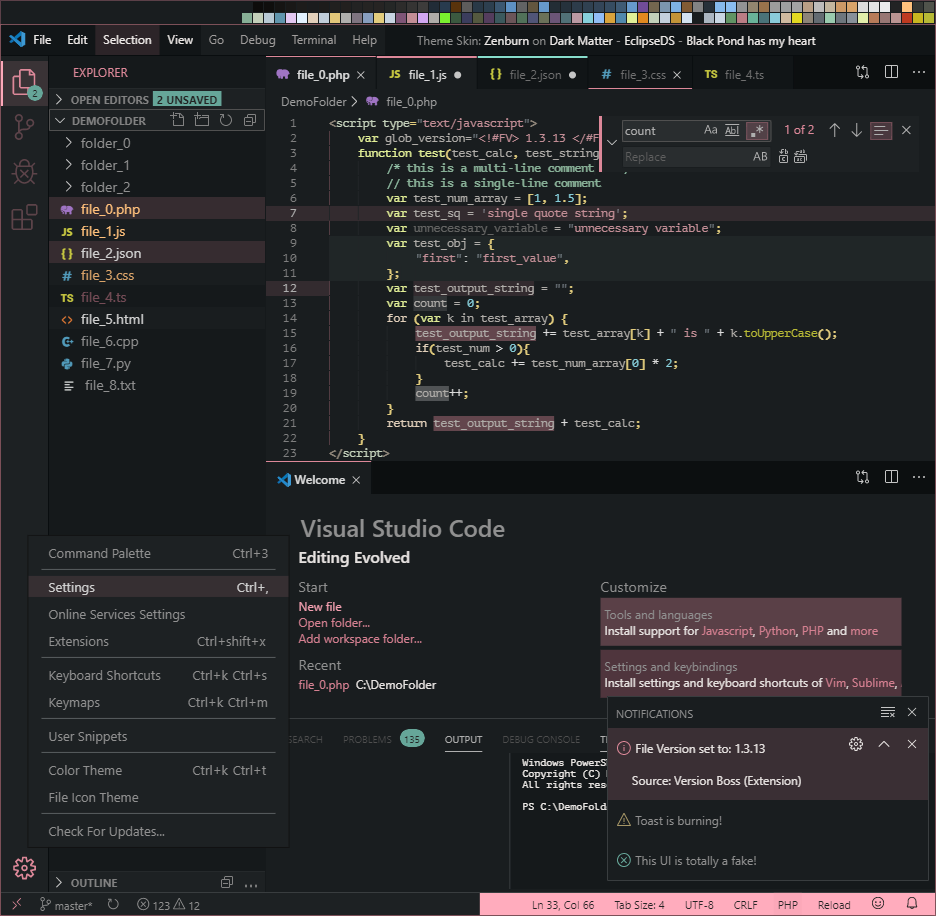 File Edit Selection View Go Debug Terminal Help Theme Skin: Zenburn on Dark Matter - EclipseDS - Black Pond has my heart
2
EXPLORER
OPEN EDITORS 2 UNSAVED
DEMOFOLDER
folder_0
folder_1
folder_2
file_0.php
JS file_1.js
{} file_2.json
# file_3.css
TS file_4.ts
<> file_5.html
file_6.cpp
file_7.py
file_8.txt
file_0.php
JS file_1.js
{} file_2.json
# file_3.css
TS file_4.ts
DemoFolder > file_0.php
1 <script type="text/javascript">
2 var glob_version="<!#FV> 1.3.13 </#F
3 function test(test_calc, test_string
4 /* this is a multi-line comment
5 // this is a single-line comment
6 var test_num_array = [1, 1.5];
7 var test_sq = 'single quote string';
8 var unnecessary_variable = "unnecessary variable";
9 var test_obj = {
10 "first": "first_value",
11 };
12 var test_output_string = "";
13 var count = 0;
14 for (var k in test_array) {
15 test_output_string += test_array[k] + " is " + k.toUpperCase();
16 if(test_num > 0){
17 test_calc += test_num_array[0] * 2;
18 }
19 count++;
20 }
21 return test_output_string + test_calc;
22 }
23 </script>
count Aa Abl .* 1 of 2
Replace AB
Welcome
Visual Studio Code
Editing Evolved
Start
New file
Open folder...
Add workspace folder...
Recent
file_0.php C:\DemoFolder
Customize
Tools and languages
Install support for Javascript, Python, PHP and more
Settings and keybindings
Install settings and keyboard shortcuts of Vim, Sublime,
Command Palette Ctrl+3
Settings Ctrl+,
Online Services Settings
Extensions Ctrl+shift+x
Keyboard Shortcuts Ctrl+k Ctrl+s
Keymaps Ctrl+k Ctrl+m
User Snippets
Color Theme Ctrl+k Ctrl+t
File Icon Theme
Check For Updates...
SEARCH PROBLEMS 135 OUTPUT DEBUG CONSOLE T
Windows PowerS
Copyright (C)
All rights rese
PS C:\DemoFold
NOTIFICATIONS
File Version set to: 1.3.13
Source: Version Boss (Extension)
Toast is burning!
This UI is totally a fake!
OUTLINE
master* 123 12 Ln 33, Col 66 Tab Size: 4 UTF-8 CRLF PHP Reload